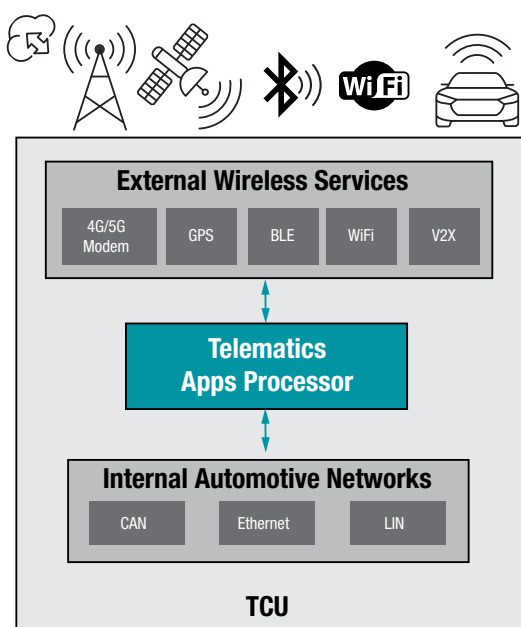 Wi Fi
External Wireless Services
4G/5G
Modem
GPS
BLE
WiFi
V2X
Telematics
Apps Processor
Internal Automotive Networks
CAN
Ethernet
LIN
TCU